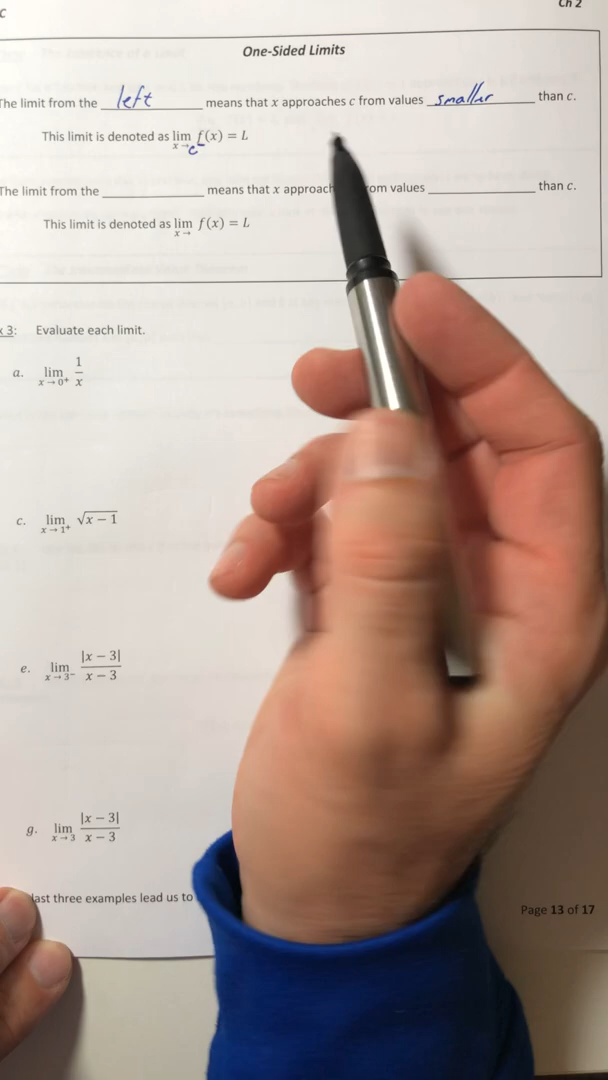 C
Ch 2
One-Sided Limits
The limit from the left means that x approaches c from values smaller than c.
This limit is denoted as lim x→c⁻ f(x) = L
The limit from the ____________ means that x approach from values ____________ than c.
This limit is denoted as lim x→ f(x) = L
x 3: Evaluate each limit.
a. lim x→0⁺ 1/x
c. lim x→1⁺ √(x − 1)
e. lim x→3⁻ |x − 3|/(x − 3)
g. lim x→3 |x − 3|/(x − 3)
last three examples lead us to
Page 13 of 17